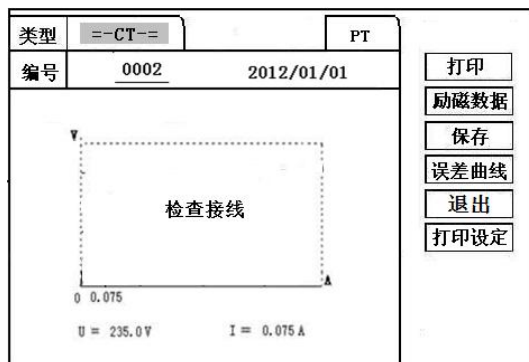 类型 =-CT-= PT
编号 0002 2012/01/01
V
检查接线
A
0 0.075
U = 235.0V I = 0.075A
打印
励磁数据
保存
误差曲线
退出
打印设定